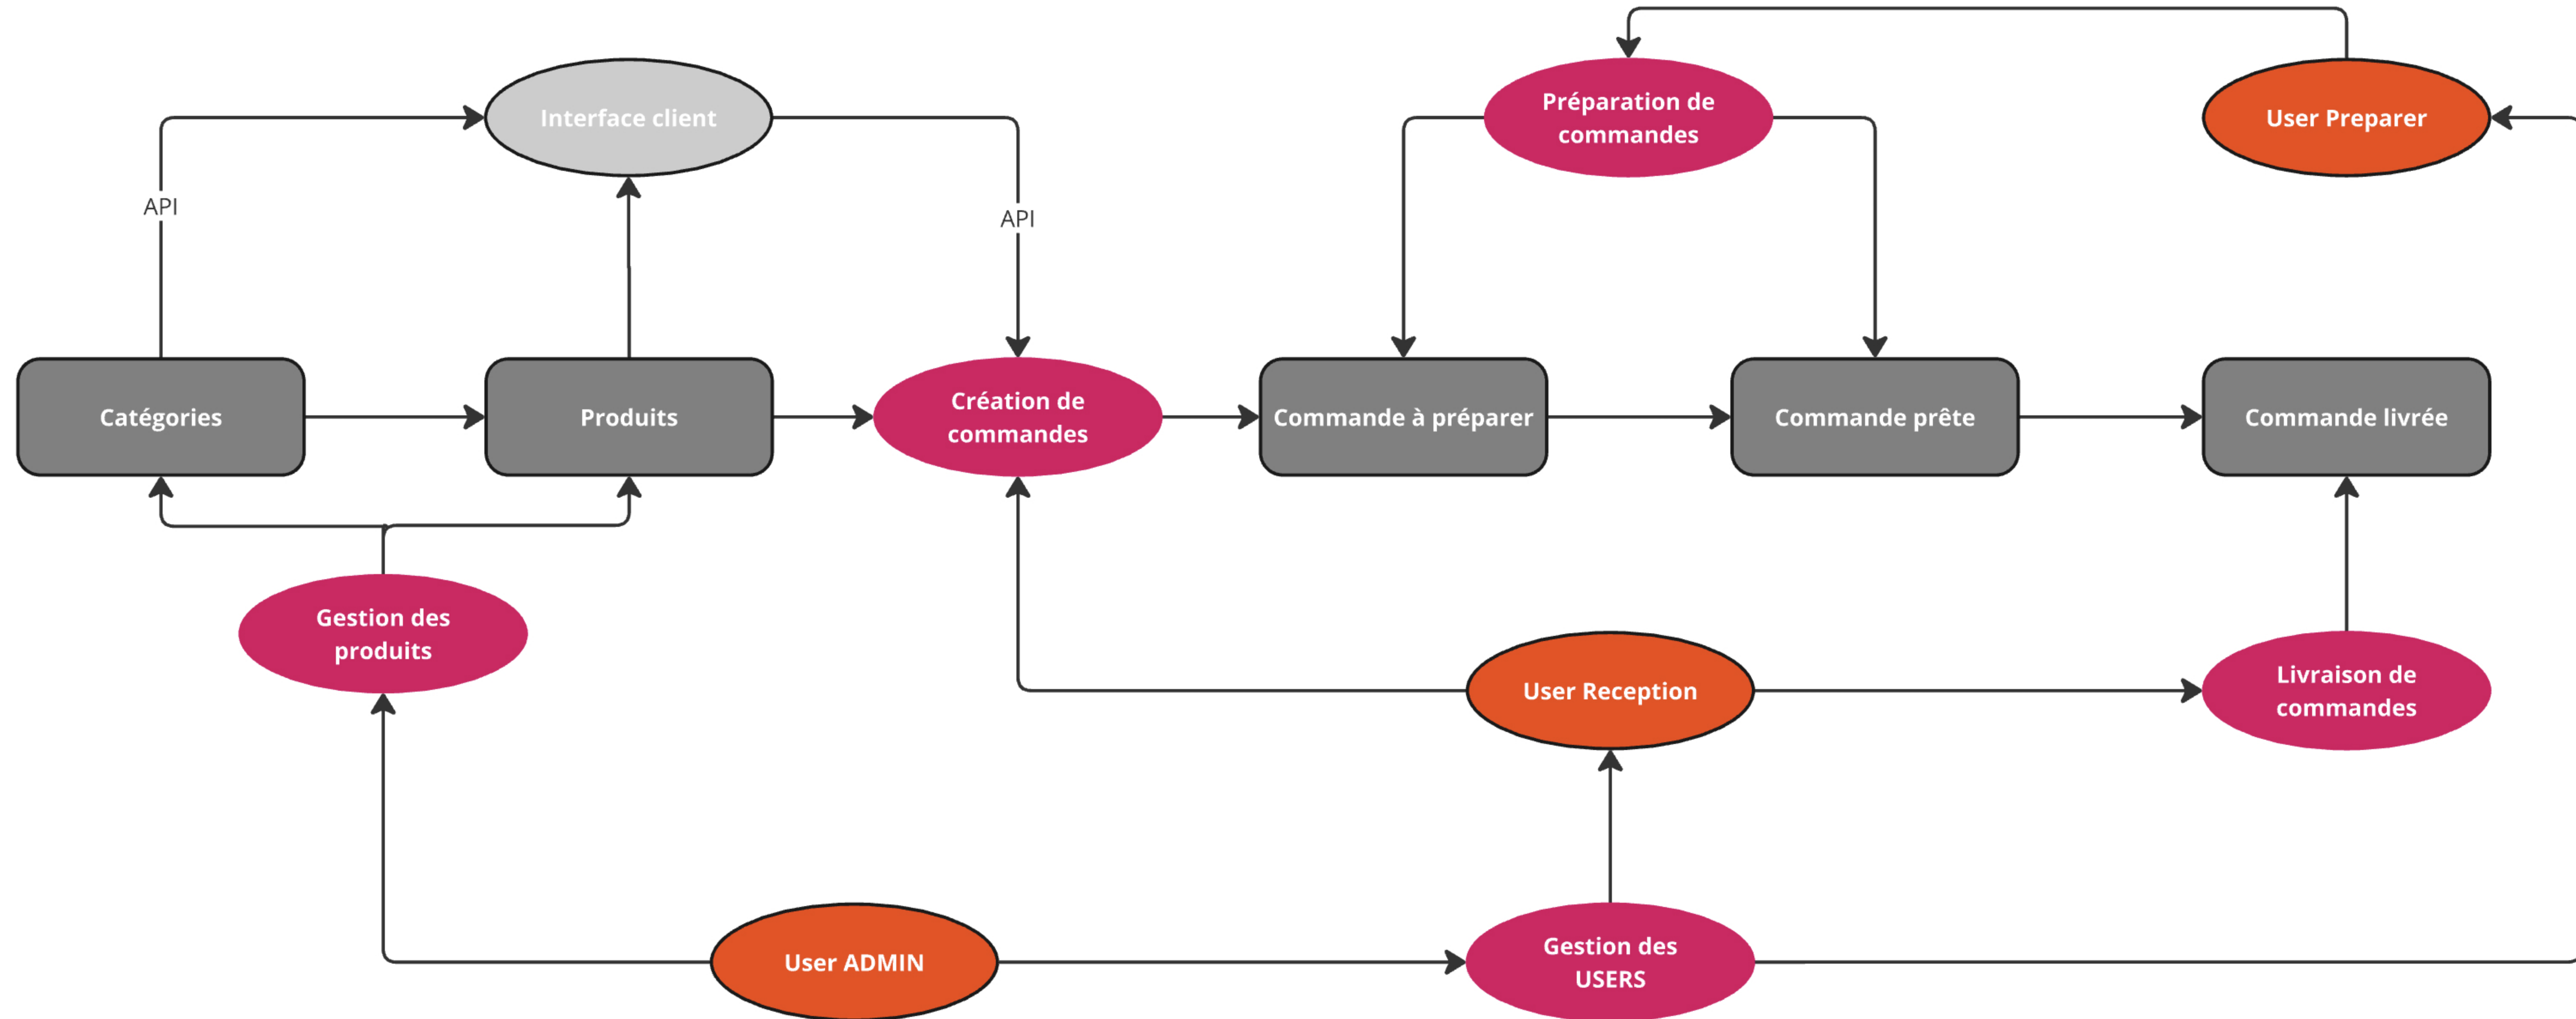 Interface client
Préparation de
commandes
User Preparer
API
API
Catégories
Produits
Création de
commandes
Commande à préparer
Commande prête
Commande livrée
Gestion des
produits
User Reception
Livraison de
commandes
User ADMIN
Gestion des
USERS